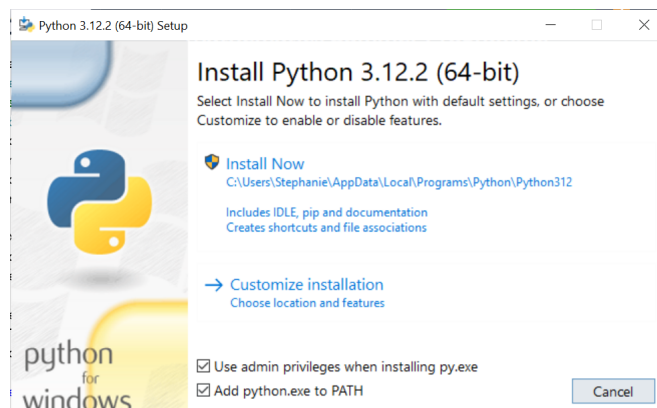 Python 3.12.2 (64-bit) Setup
Install Python 3.12.2 (64-bit)
Select Install Now to install Python with default settings, or choose
Customize to enable or disable features.
Install Now
C:\Users\Stephanie\AppData\Local\Programs\Python\Python312
Includes IDLE, pip and documentation
Creates shortcuts and file associations
Customize installation
Choose location and features
python
for
windows
Use admin privileges when installing py.exe
Add python.exe to PATH
Cancel